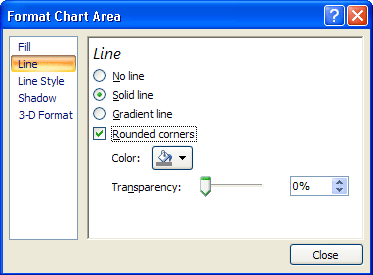 Format Chart Area
Fill
Line
Line Style
Shadow
3-D Format
Line
No line
Solid line
Gradient line
Rounded corners
Color:
Transparency:
0%
Close